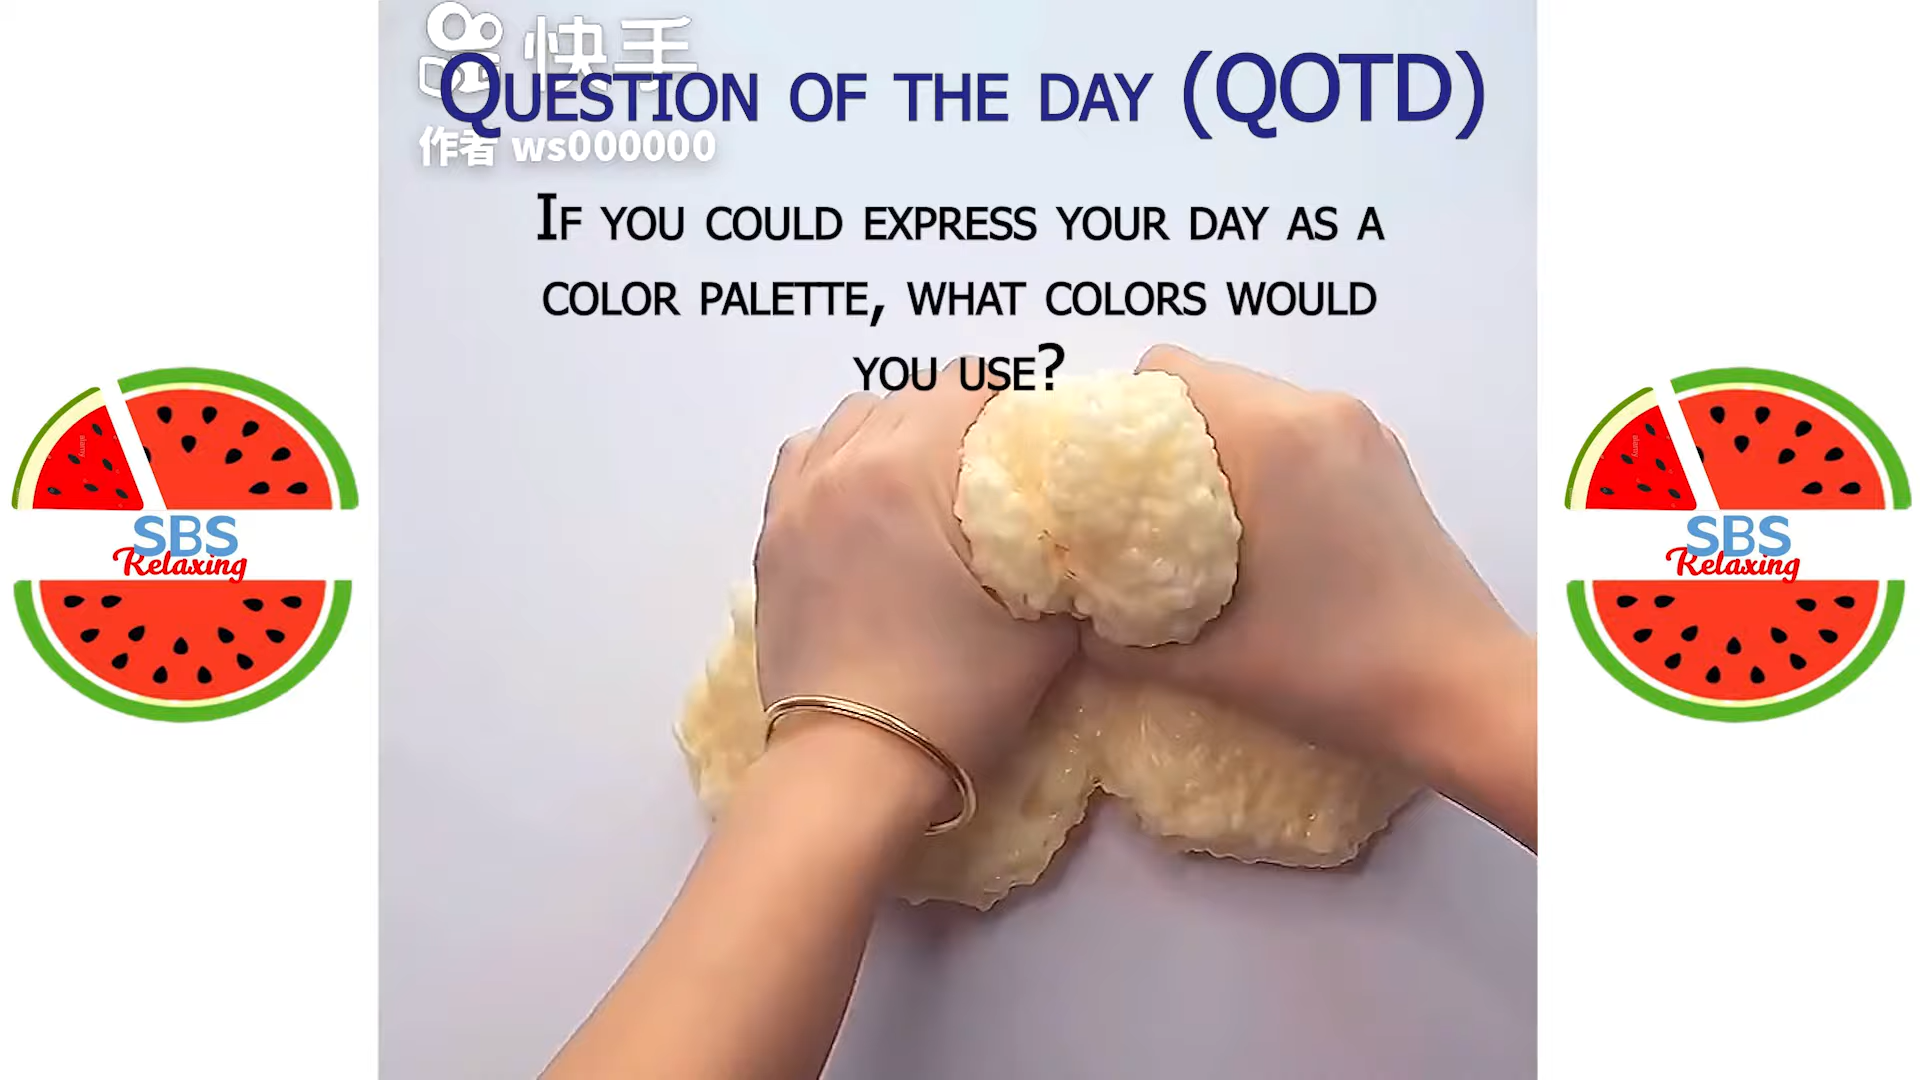 快手
QUESTION OF THE DAY (QOTD)
作者 ws000000
IF YOU COULD EXPRESS YOUR DAY AS A
COLOR PALETTE, WHAT COLORS WOULD
YOU USE?
SBS
Relaxing
SBS
Relaxing